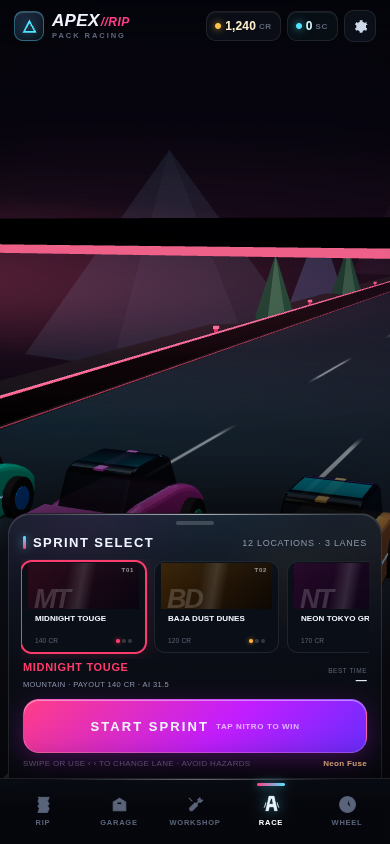 APEX//RIP
PACK RACING
1,240 CR
0 SC
SPRINT SELECT
12 LOCATIONS · 3 LANES
MT
T01
MIDNIGHT TOUGE
140 CR
BD
T02
BAJA DUST DUNES
120 CR
NT
NEON TOKYO GR
170 CR
MIDNIGHT TOUGE
BEST TIME
MOUNTAIN · PAYOUT 140 CR · AI 31.5
—
START SPRINT TAP NITRO TO WIN
SWIPE OR USE ‹ › TO CHANGE LANE · AVOID HAZARDS
Neon Fuse
RIP
GARAGE
WORKSHOP
RACE
WHEEL